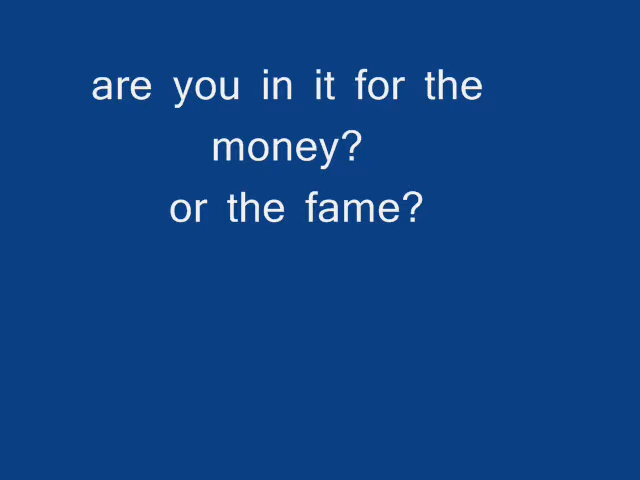 are you in it for the
money?
or the fame?